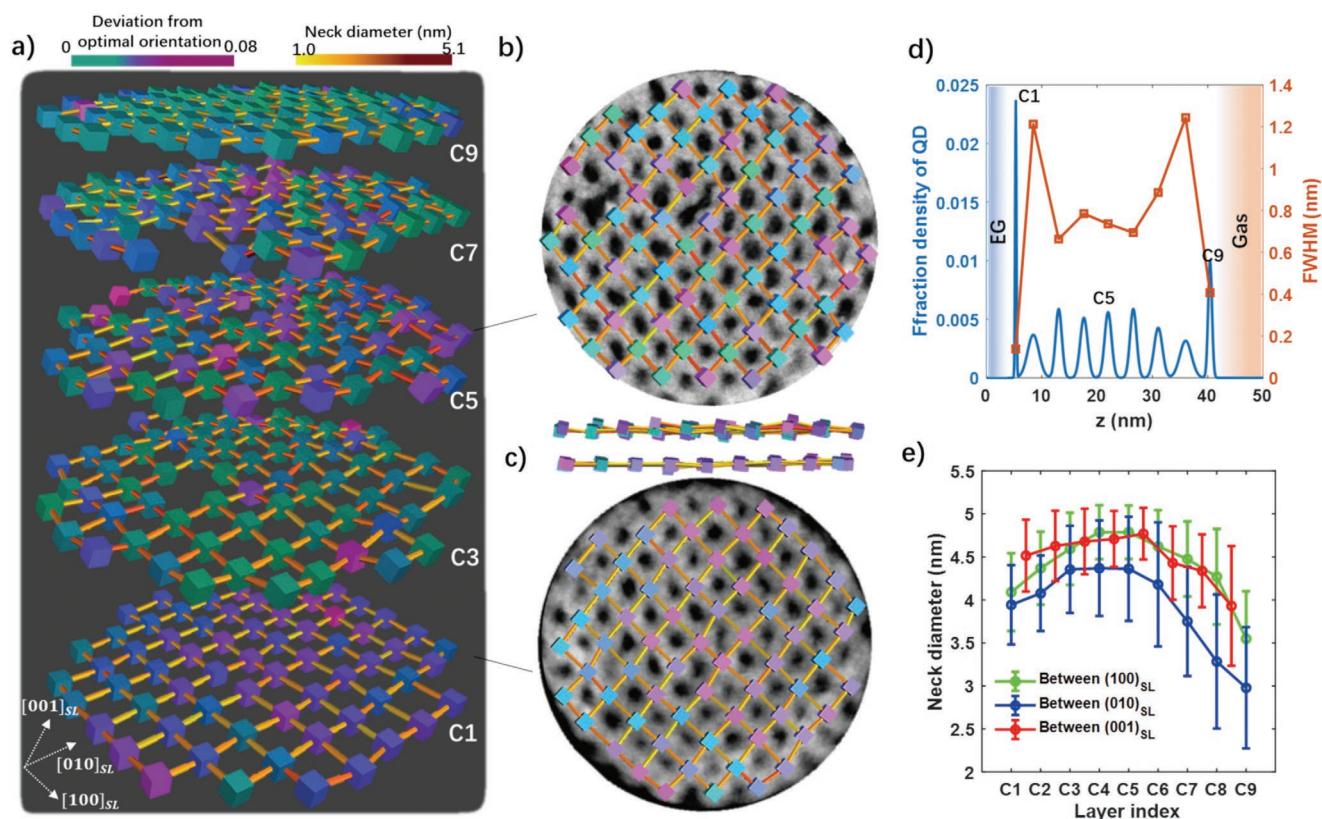 a)
Deviation from
optimal orientation
0
0.08
Neck diameter (nm)
1.0
5.1
C9
C7
C5
C3
C1
[001]SL
[010]SL
[100]SL
b)
c)
d)
0.025
0.02
0.015
0.01
0.005
0
Ffraction density of QD
C1
C5
C9
EG
Gas
1.4
1.2
1
0.8
0.6
0.4
0.2
0
FWHM (nm)
0 10 20 30 40 50
z (nm)
e)
5.5
5
4.5
4
3.5
3
2.5
2
Neck diameter (nm)
Between (100)SL
Between (010)SL
Between (001)SL
C1 C2 C3 C4 C5 C6 C7 C8 C9
Layer index